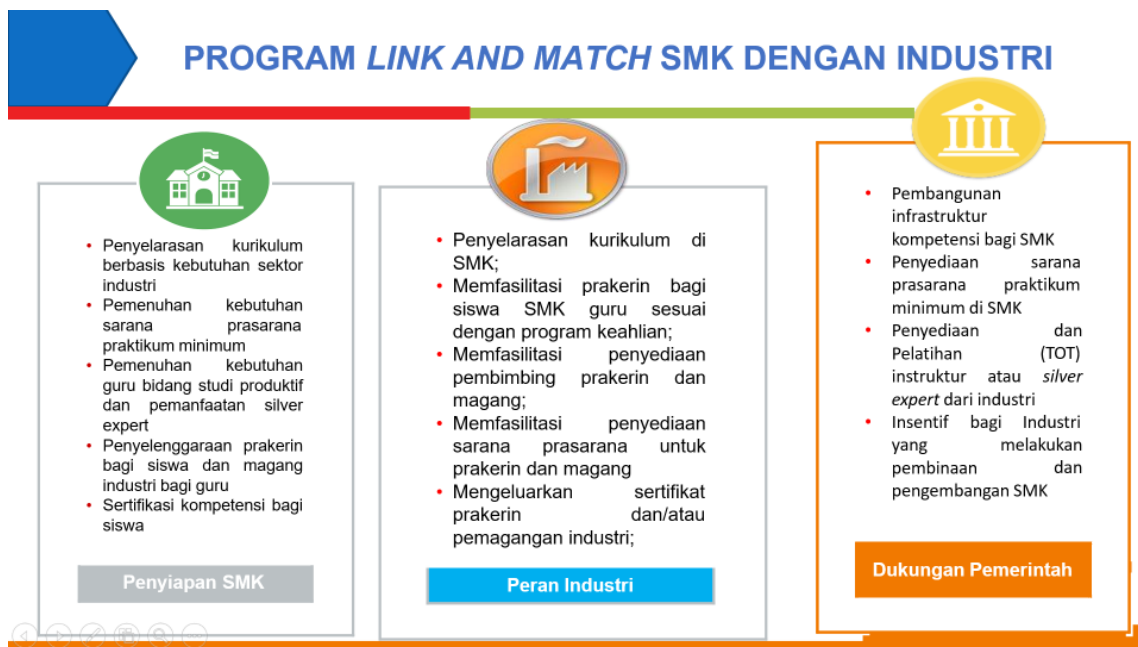 PROGRAM LINK AND MATCH SMK DENGAN INDUSTRI
• Penyelarasan kurikulum
berbasis kebutuhan sektor
industri
• Pemenuhan kebutuhan
sarana prasarana
praktikum minimum
• Pemenuhan kebutuhan
guru bidang studi produktif
dan pemanfaatan silver
expert
• Penyelenggaraan prakerin
bagi siswa dan magang
industri bagi guru
• Sertifikasi kompetensi bagi
siswa
Penyiapan SMK
• Penyelarasan kurikulum di
SMK;
• Memfasilitasi prakerin bagi
siswa SMK guru sesuai
dengan program keahlian;
• Memfasilitasi penyediaan
pembimbing prakerin dan
magang;
• Memfasilitasi penyediaan
sarana prasarana untuk
prakerin dan magang
• Mengeluarkan sertifikat
prakerin dan/atau
pemagangan industri;
Peran Industri
• Pembangunan
infrastruktur
kompetensi bagi SMK
• Penyediaan sarana
prasarana praktikum
minimum di SMK
• Penyediaan dan
Pelatihan (TOT)
instruktur atau silver
expert dari industri
• Insentif bagi Industri
yang melakukan
pembinaan dan
pengembangan SMK
Dukungan Pemerintah